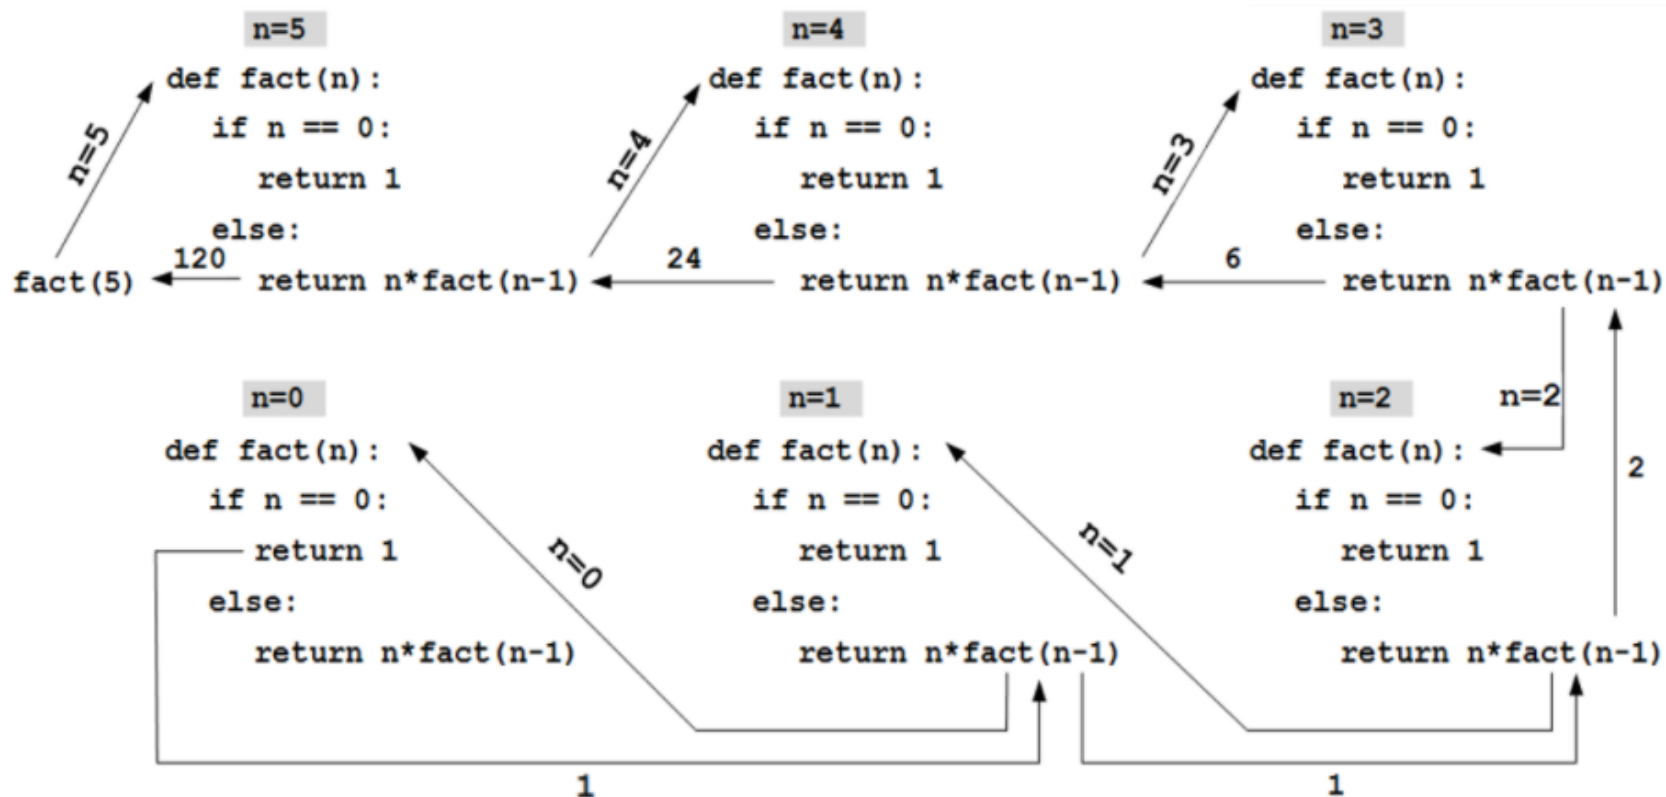 n=5
def fact(n):
if n == 0:
return 1
else:
return n*fact(n-1)
n=5
fact(5)
120
n=4
def fact(n):
if n == 0:
return 1
else:
return n*fact(n-1)
n=4
24
n=3
def fact(n):
if n == 0:
return 1
else:
return n*fact(n-1)
n=3
6
n=2
2
n=2
def fact(n):
if n == 0:
return 1
else:
return n*fact(n-1)
n=1
1
n=1
def fact(n):
if n == 0:
return 1
else:
return n*fact(n-1)
n=0
1
n=0
def fact(n):
if n == 0:
return 1
else:
return n*fact(n-1)